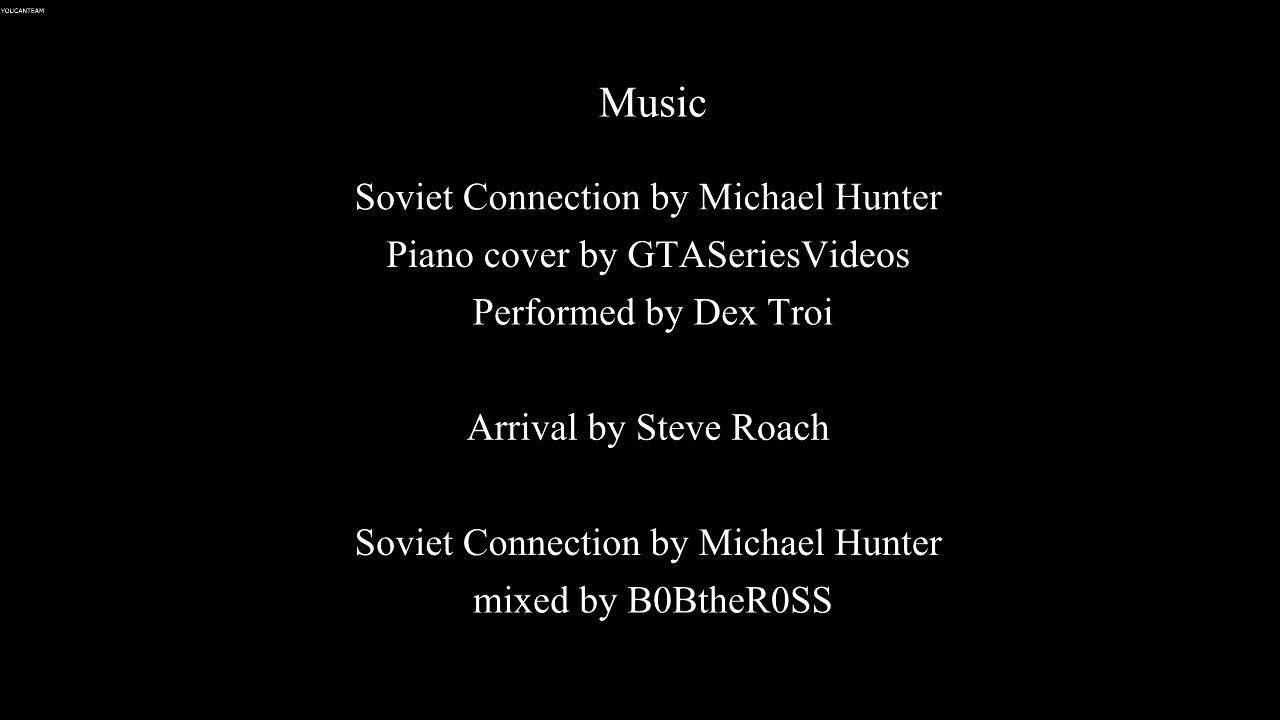 YOUCANTEAM
Music
Soviet Connection by Michael Hunter
Piano cover by GTASeriesVideos
Performed by Dex Troi
Arrival by Steve Roach
Soviet Connection by Michael Hunter
mixed by B0BtheR0SS